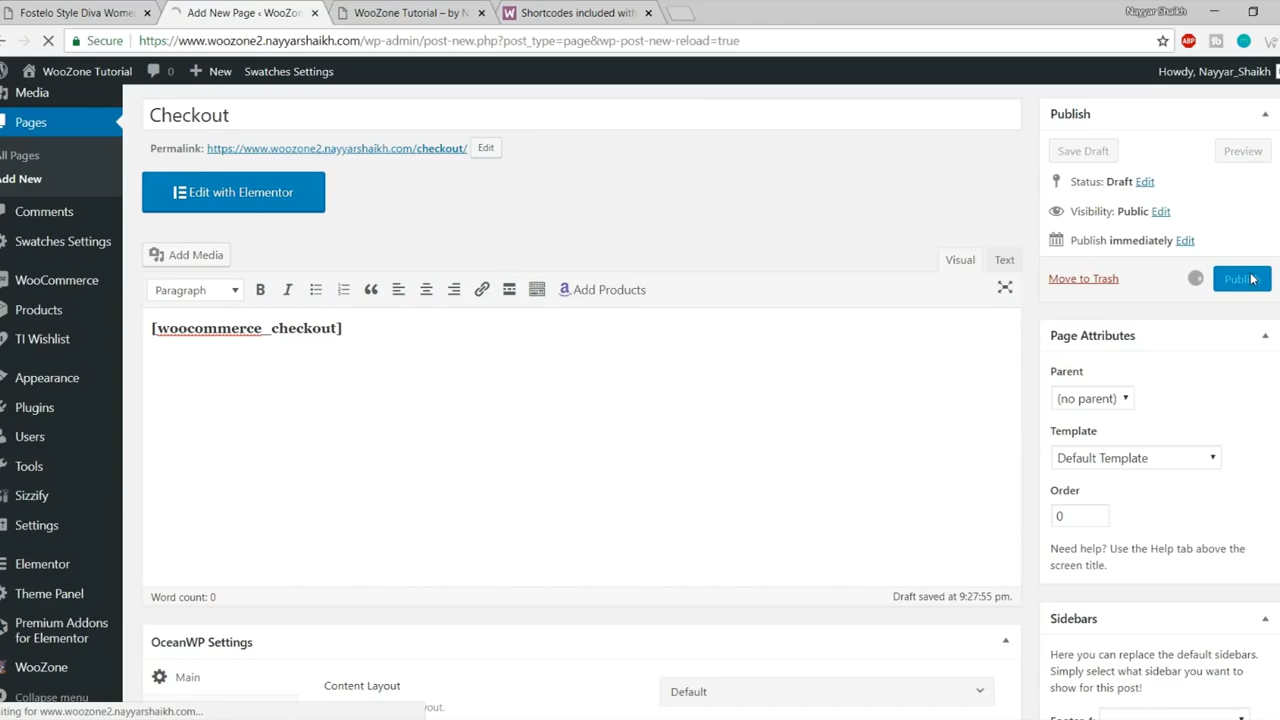 Fostelo Style Diva Wome
Add New Page ‹ WooZon
WooZone Tutorial – by N
Shortcodes included with
Nayyar Shaikh
Secure
https://www.woozone2.nayyarshaikh.com/wp-admin/post-new.php?post_type=page&wp-post-new-reload=true
ABP
WooZone Tutorial
0
New
Swatches Settings
Howdy, Nayyar_Shaikh
Media
Pages
All Pages
Add New
Comments
Swatches Settings
WooCommerce
Products
TI Wishlist
Appearance
Plugins
Users
Tools
Sizzify
Settings
Elementor
Theme Panel
Premium Addons
for Elementor
WooZone
Collapse menu
iting for www.woozone2.nayyarshaikh.com...
Checkout
Permalink: https://www.woozone2.nayyarshaikh.com/checkout/ Edit
Edit with Elementor
Add Media
Visual
Text
Paragraph
B
I
Add Products
[woocommerce_checkout]
Word count: 0
Draft saved at 9:27:55 pm.
OceanWP Settings
Main
Content Layout
Default
yout.
Publish
Save Draft
Preview
Status: Draft Edit
Visibility: Public Edit
Publish immediately Edit
Move to Trash
Publish
Page Attributes
Parent
(no parent)
Template
Default Template
Order
0
Need help? Use the Help tab above the
screen title.
Sidebars
Here you can replace the default sidebars.
Simply select what sidebar you want to
show for this post!